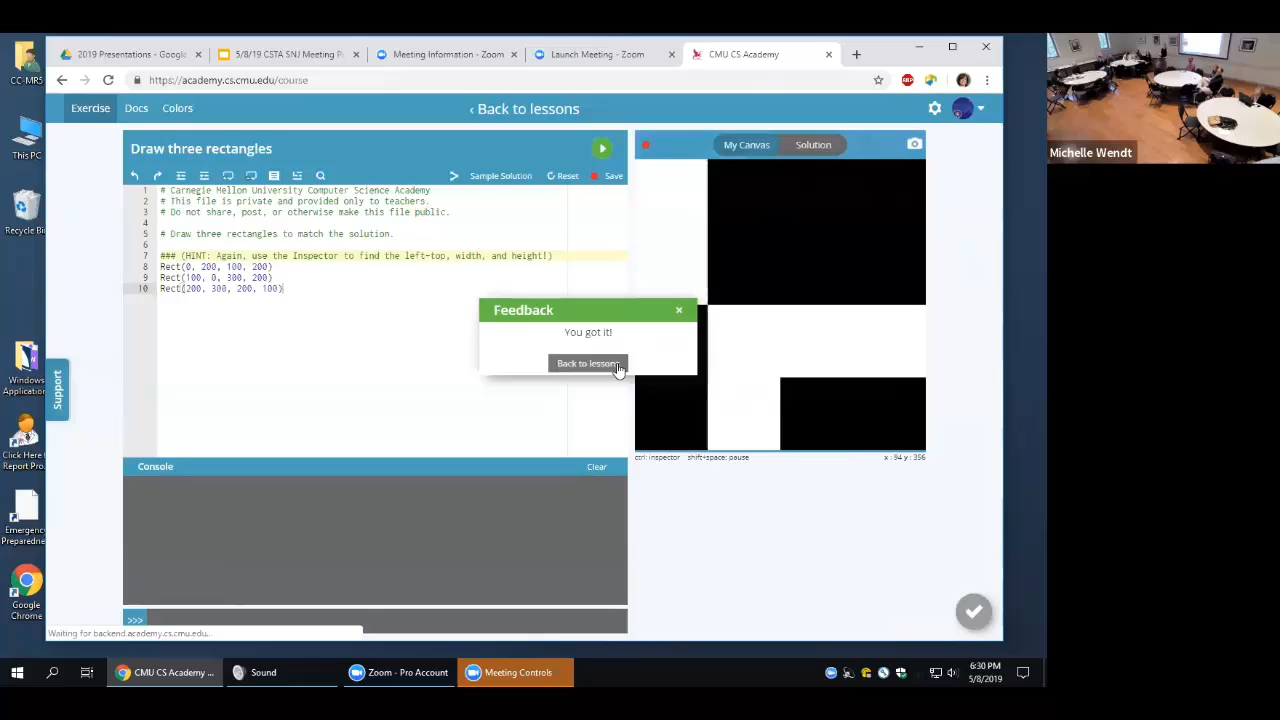 CC-MR5
This PC
Recycle Bin
Windows
Application...
Click Here f
Report Pro...
Emergency
Preparedne...
Google
Chrome
2019 Presentations - Google
5/8/19 CSTA SNJ Meeting P
Meeting Information - Zoom
Launch Meeting - Zoom
CMU CS Academy
https://academy.cs.cmu.edu/course
Exercise
Docs
Colors
‹ Back to lessons
Draw three rectangles
Sample Solution
Reset
Save
1 # Carnegie Mellon University Computer Science Academy
2 # This file is private and provided only to teachers.
3 # Do not share, post, or otherwise make this file public.
4
5 # Draw three rectangles to match the solution.
6
7 ### (HINT: Again, use the Inspector to find the left-top, width, and height!)
8 Rect(0, 200, 100, 200)
9 Rect(100, 0, 300, 200)
10 Rect(200, 300, 200, 100)
My Canvas
Solution
Feedback
×
You got it!
Back to lessons
ctrl: inspector shift+space: pause
x : 94 y : 356
Support
Console
Clear
>>>
Waiting for backend.academy.cs.cmu.edu...
Michelle Wendt
CMU CS Academy ...
Sound
Zoom - Pro Account
Meeting Controls
6:30 PM
5/8/2019